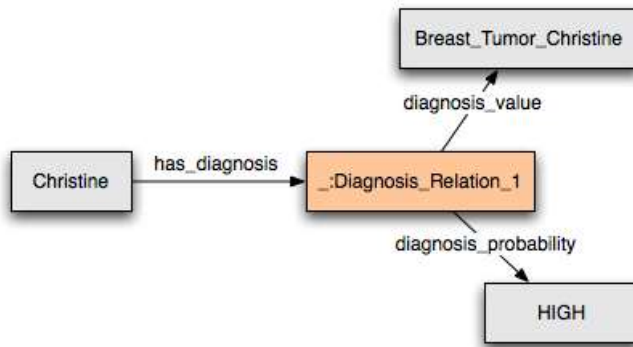 Breast_Tumor_Christine
diagnosis_value
has_diagnosis
Christine
_:Diagnosis_Relation_1
diagnosis_probability
HIGH